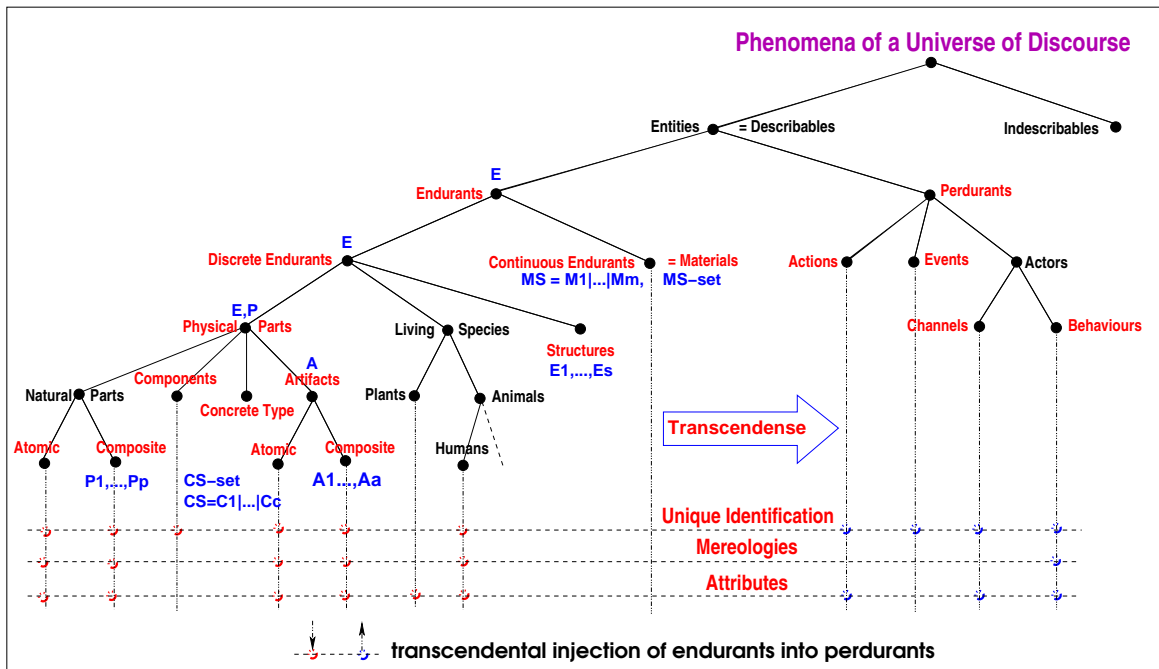 Phenomena of a Universe of Discourse
Entities = Describables
Indescribables
E
Endurants
Perdurants
E
Discrete Endurants
Continuous Endurants = Materials
MS = M1|...|Mm, MS-set
Actions
Events
Actors
E,P
Physical Parts
Living Species
Structures
E1,...,Es
Channels
Behaviours
A
Components
Artifacts
Natural Parts
Concrete Type
Plants
Animals
Transcendense
Atomic
Composite
Atomic
Composite
Humans
P1,...,Pp
CS-set
CS=C1|...|Cc
A1...,Aa
Unique Identification
Mereologies
Attributes
transcendental injection of endurants into perdurants